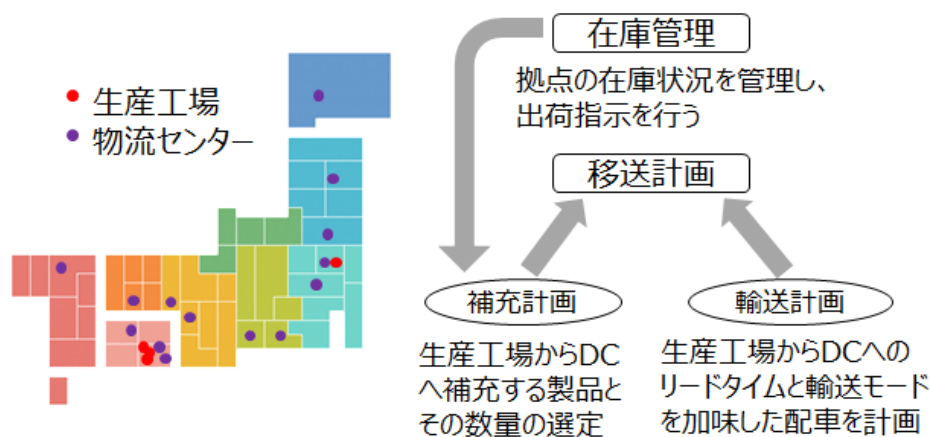 生産工場
物流センター
在庫管理
拠点の在庫状況を管理し、
出荷指示を行う
移送計画
補充計画
生産工場からDC
へ補充する製品と
その数量の選定
輸送計画
生産工場からDCへの
リードタイムと輸送モード
を加味した配車を計画